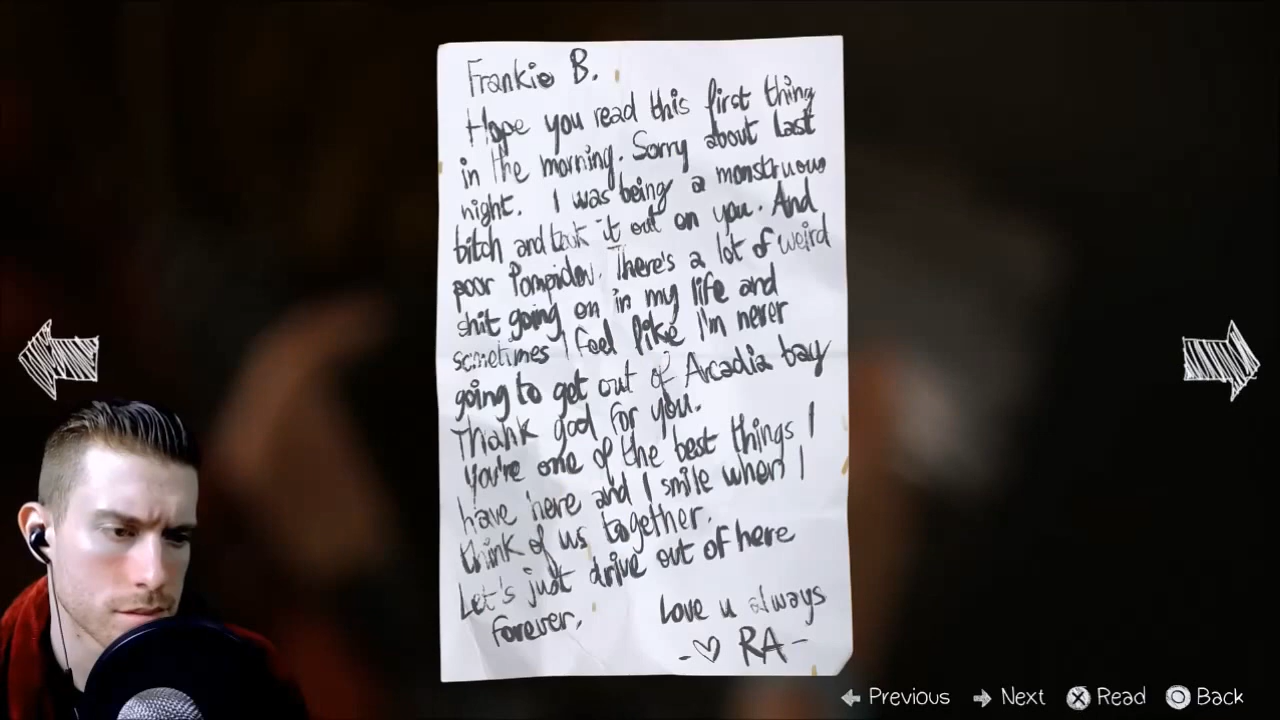 Frankie B.
Hope you read this first thing
in the morning. Sorry about last
night. I was being a monstruous
bitch and took it out on you. And
poor Pompidou. There's a lot of weird
shit going on in my life and
sometimes I feel like I'm never
going to get out of Arcadia bay
Thank god for you.
You're one of the best things I
have here and I smile when I
think of us together.
Let's just drive out of here
forever.
Love u always
-♡ RA-
Previous
Next
Read
Back